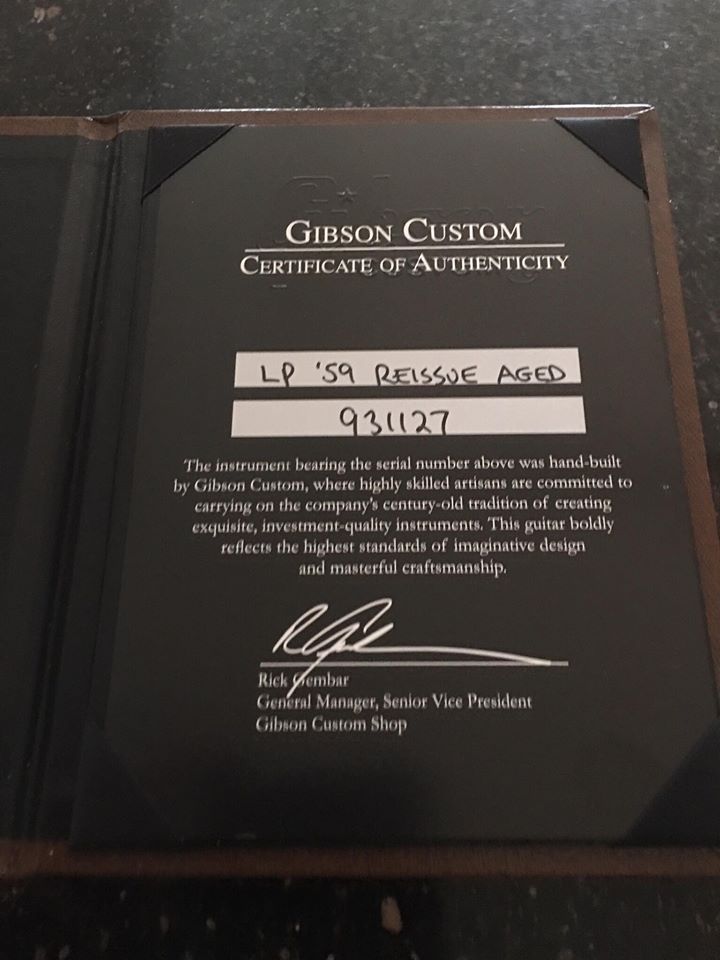 GIBSON CUSTOM
CERTIFICATE OF AUTHENTICITY
LP '59 REISSUE AGED
931127
The instrument bearing the serial number above was hand-built
by Gibson Custom, where highly skilled artisans are committed to
carrying on the company's century-old tradition of creating
exquisite, investment-quality instruments. This guitar boldly
reflects the highest standards of imaginative design
and masterful craftsmanship.
Rick Gembar
General Manager, Senior Vice President
Gibson Custom Shop